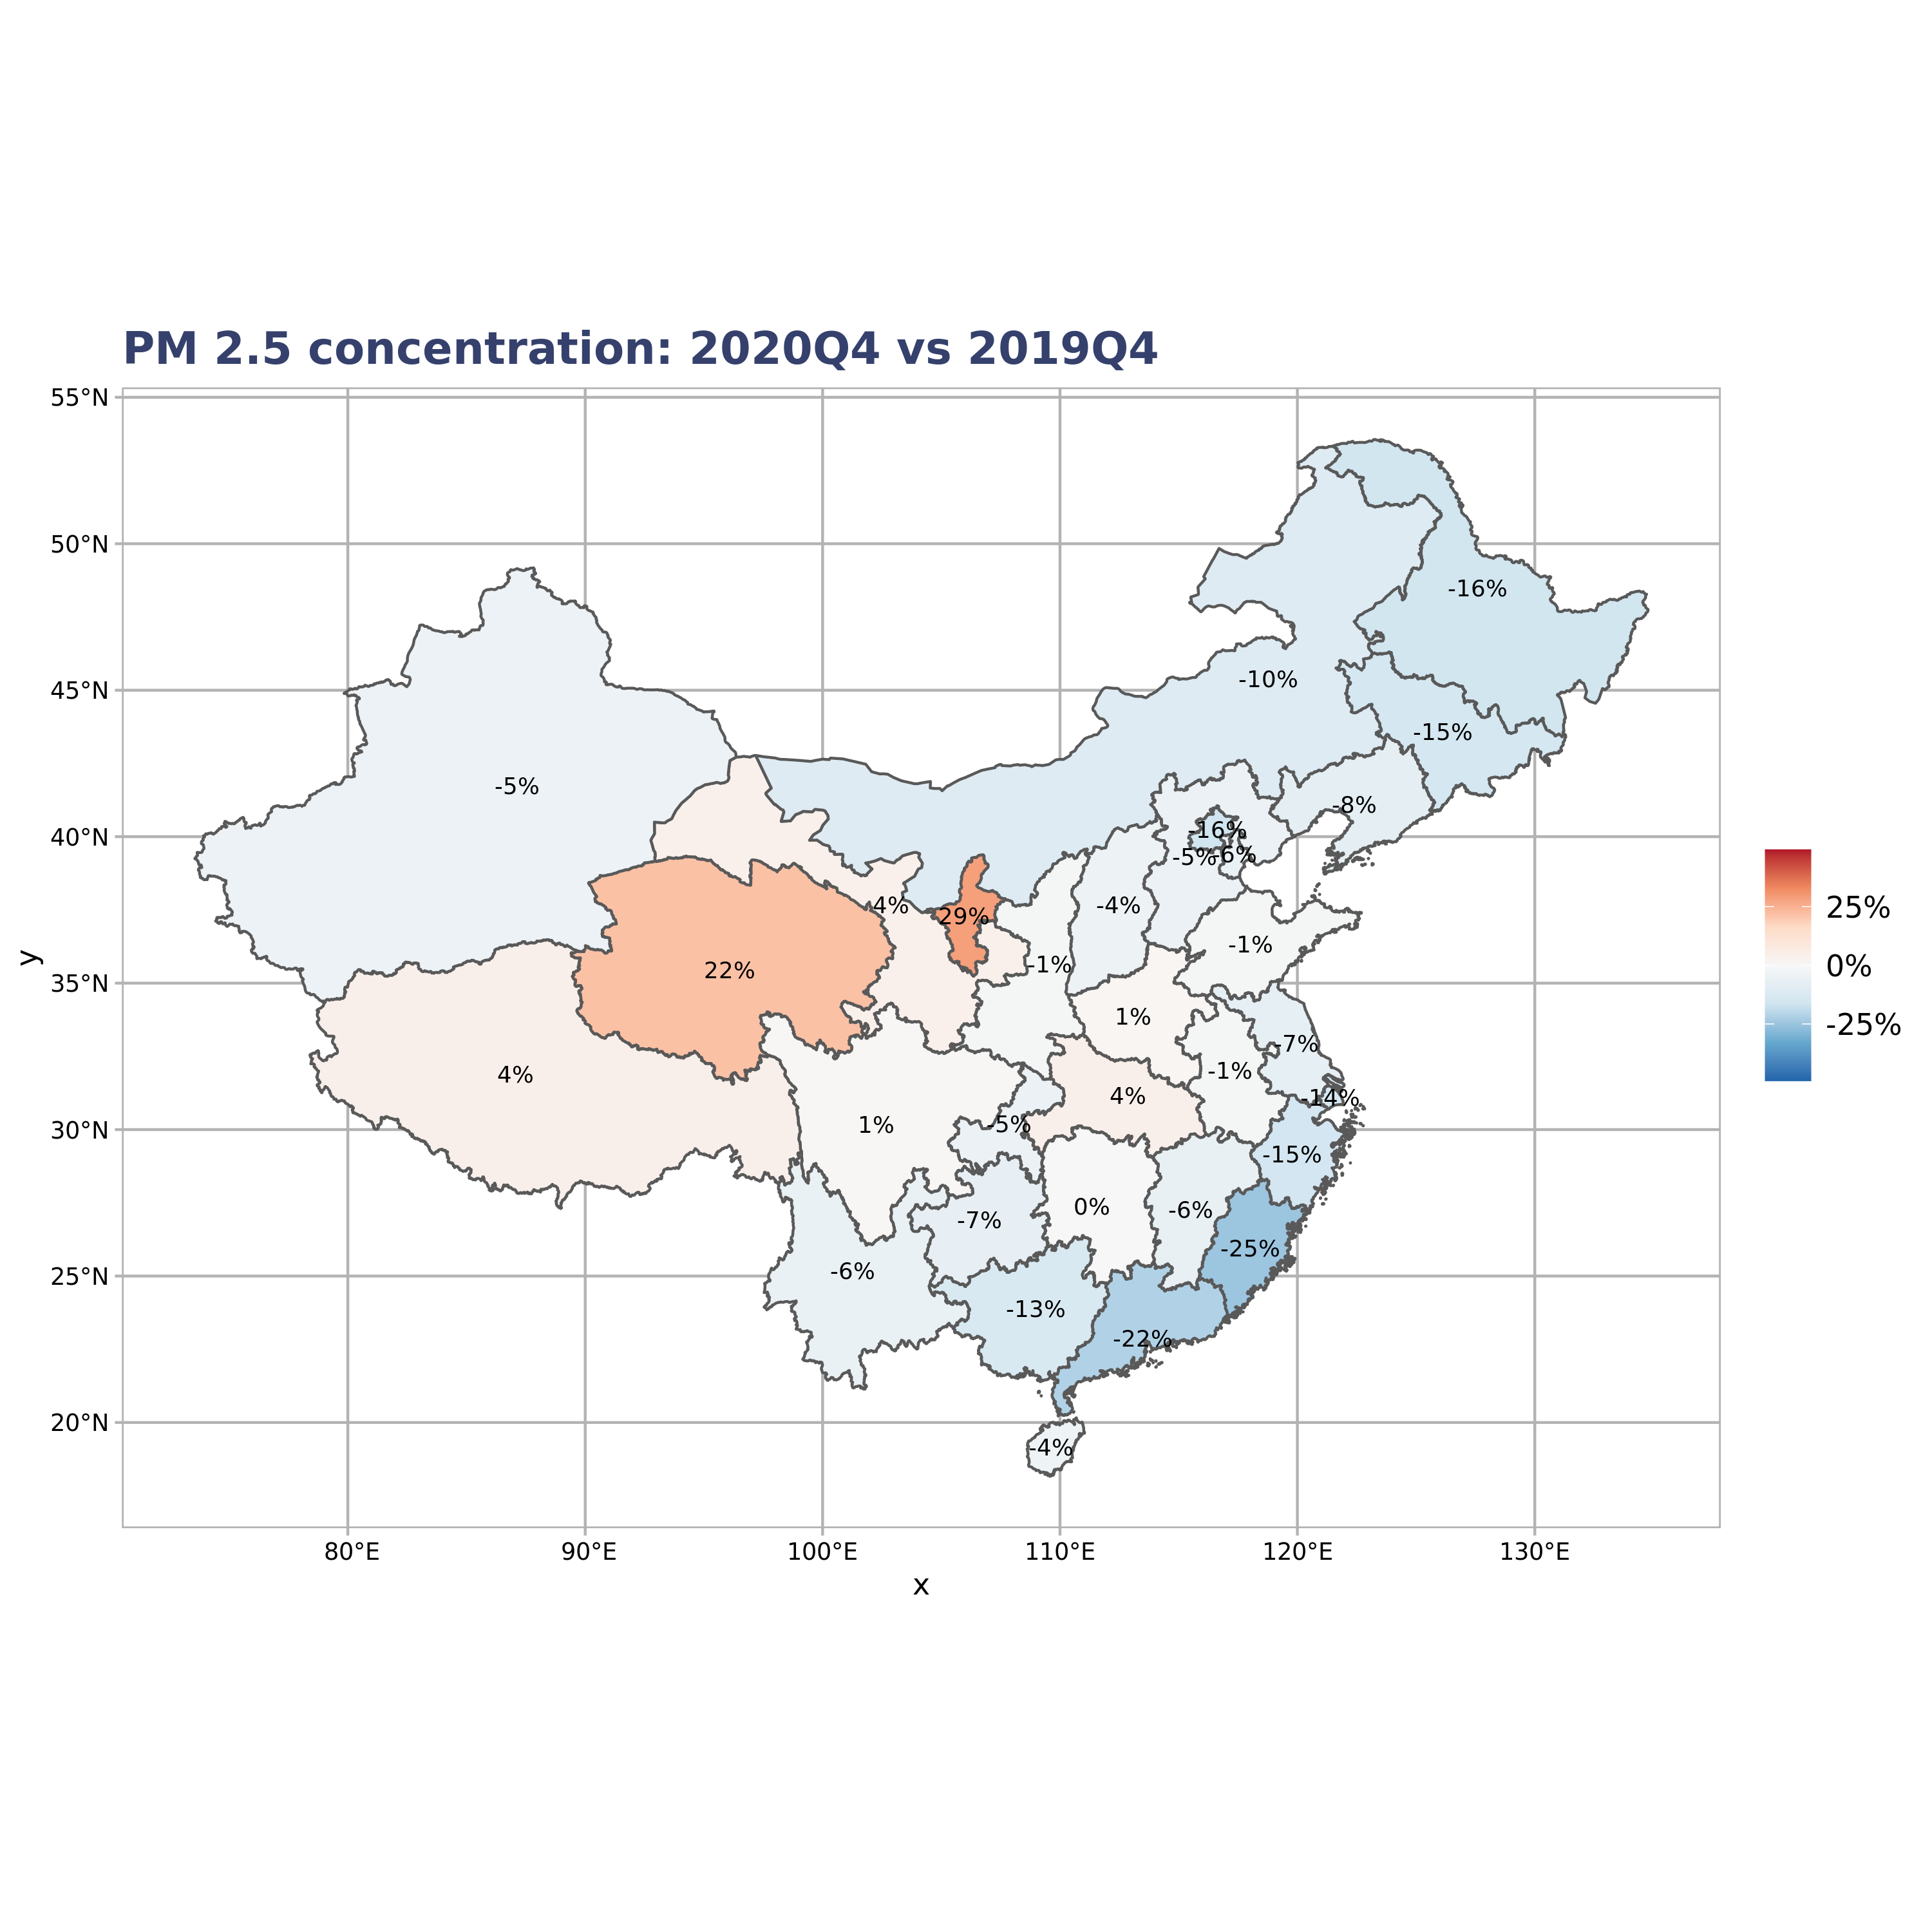 PM 2.5 concentration: 2020Q4 vs 2019Q4
55°N
50°N
45°N
40°N
35°N
30°N
25°N
20°N
y
-16%
-10%
-15%
-5%
-8%
-16%
-5%
-6%
4%
29%
-4%
-1%
22%
-1%
1%
-7%
4%
-1%
4%
-14%
1%
-5%
-15%
0%
-6%
-7%
-25%
-6%
-13%
-22%
-4%
25%
0%
-25%
80°E
90°E
100°E
110°E
120°E
130°E
x